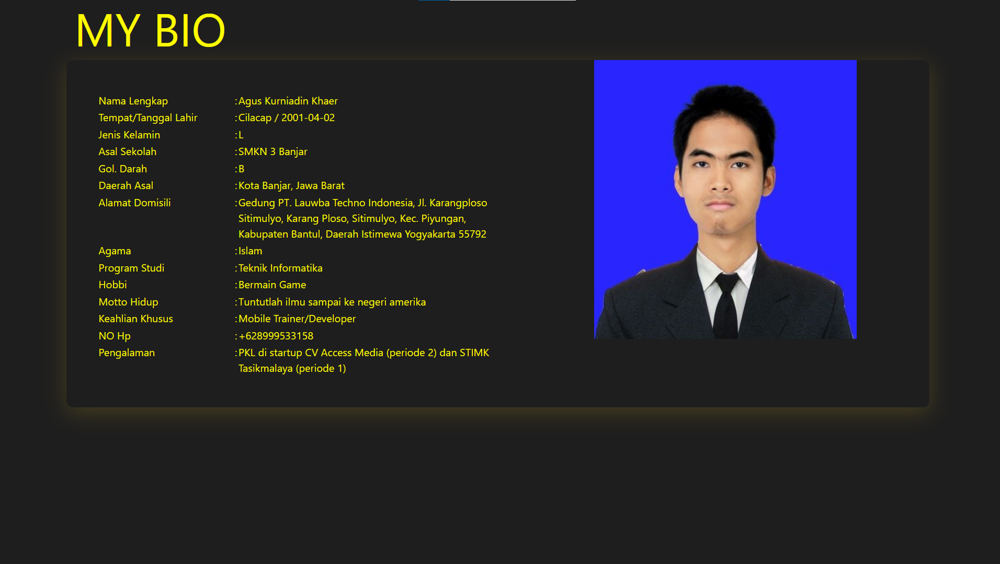 MY BIO
Nama Lengkap : Agus Kurniadin Khaer
Tempat/Tanggal Lahir : Cilacap / 2001-04-02
Jenis Kelamin : L
Asal Sekolah : SMKN 3 Banjar
Gol. Darah : B
Daerah Asal : Kota Banjar, Jawa Barat
Alamat Domisili : Gedung PT. Lauwba Techno Indonesia, Jl. Karangploso
Sitimulyo, Karang Ploso, Sitimulyo, Kec. Piyungan,
Kabupaten Bantul, Daerah Istimewa Yogyakarta 55792
Agama : Islam
Program Studi : Teknik Informatika
Hobbi : Bermain Game
Motto Hidup : Tuntutlah ilmu sampai ke negeri amerika
Keahlian Khusus : Mobile Trainer/Developer
NO Hp : +628999533158
Pengalaman : PKL di startup CV Access Media (periode 2) dan STIMK
Tasikmalaya (periode 1)